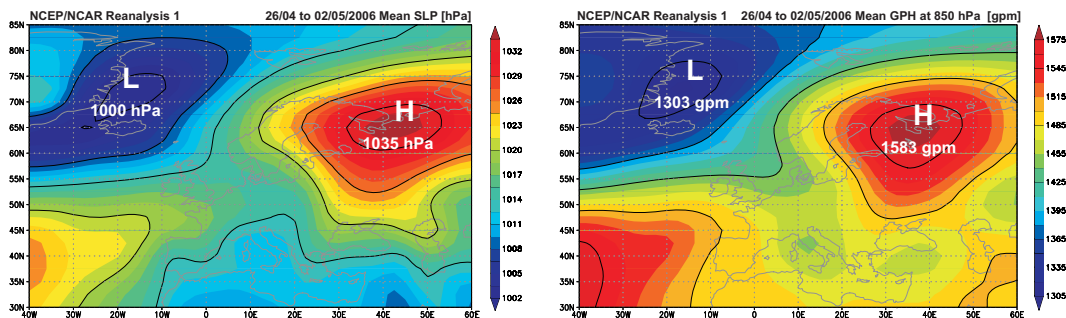 NCEP/NCAR Reanalysis 1 26/04 to 02/05/2006 Mean SLP [hPa]
85N
80N
75N
70N
65N
60N
55N
50N
45N
40N
35N
30N
40W 30W 20W 10W 0E 10E 20E 30E 40E 50E 60E
L
1000 hPa
H
1035 hPa
1032
1029
1026
1023
1020
1017
1014
1011
1008
1005
1002
NCEP/NCAR Reanalysis 1 26/04 to 02/05/2006 Mean GPH at 850 hPa [gpm]
85N
80N
75N
70N
65N
60N
55N
50N
45N
40N
35N
30N
40W 30W 20W 10W 0E 10E 20E 30E 40E 50E 60E
L
1303 gpm
H
1583 gpm
1575
1545
1515
1485
1455
1425
1395
1365
1335
1305